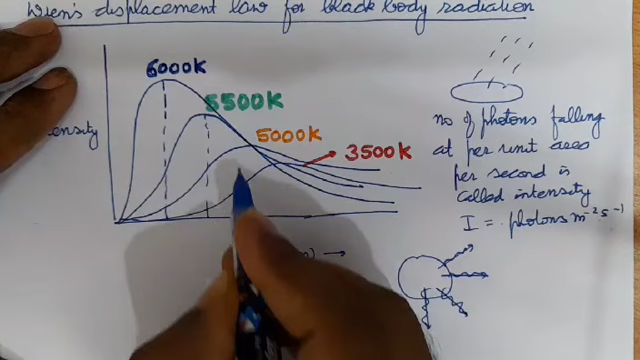 Wien's displacement law for black body radiation
6000K
5500K
5000K
3500K
no of photons falling
at per unit area
per second is
called intensity
I = photons m⁻² s⁻¹